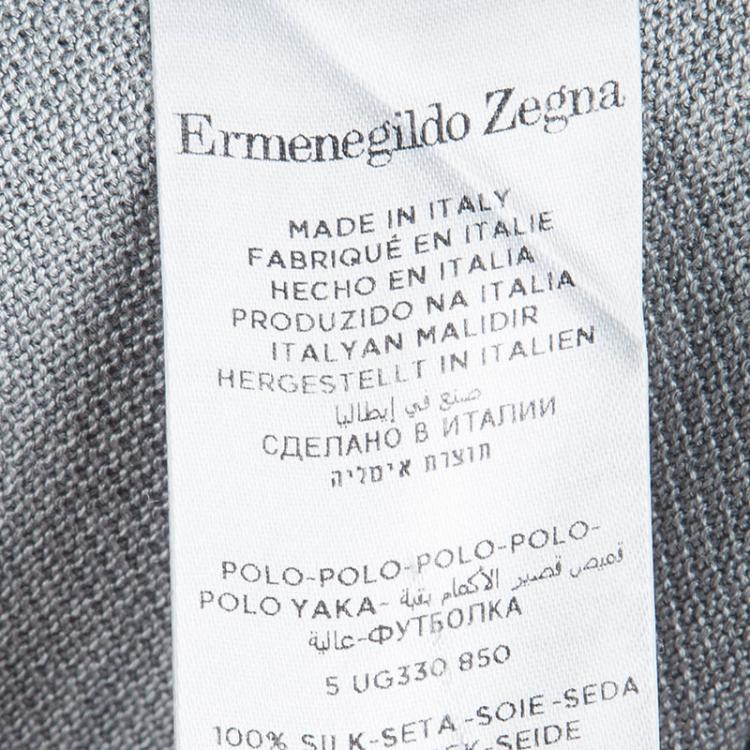 Ermenegildo Zegna
MADE IN ITALY
FABRIQUÉ EN ITALIE
HECHO EN ITALIA
PRODUZIDO NA ITALIA
ITALYAN MALIDIR
HERGESTELLT IN ITALIEN
صنع في إيطاليا
СДЕЛАНО В ИТАЛИИ
תוצרת איטליה
POLO-POLO-POLO-POLO-
POLO YAKA- قميص قصير الأكمام بقبة
عالية-ФУТБОЛКА
5 UG330 850
100% SILK-SETA-SOIE-SEDA
-SEIDE